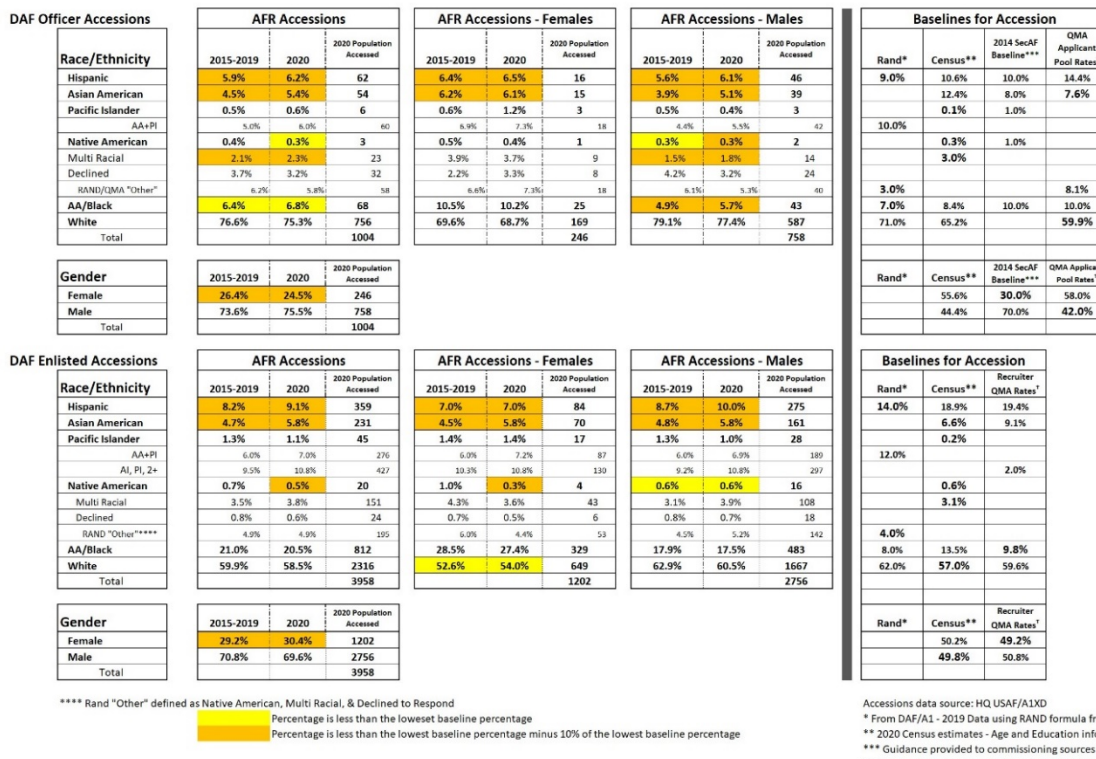 DAF Officer Accessions AFR Accessions AFR Accessions - Females AFR Accessions - Males Baselines for Accession
Race/Ethnicity 2015-2019 2020 2020 Population Accessed 2015-2019 2020 2020 Population Accessed 2015-2019 2020 2020 Population Accessed Rand* Census** 2014 SecAF Baseline*** QMA Applicant Pool Rates
Hispanic 5.9% 6.2% 62 6.4% 6.5% 16 5.6% 6.1% 46 9.0% 10.6% 10.0% 14.4%
Asian American 4.5% 5.4% 54 6.2% 6.1% 15 3.9% 5.1% 39 12.4% 8.0% 7.6%
Pacific Islander 0.5% 0.6% 6 0.6% 1.2% 3 0.5% 0.4% 3 0.1% 1.0%
AA+PI 5.0% 6.0% 60 6.9% 7.3% 18 4.4% 5.5% 42 10.0%
Native American 0.4% 0.3% 3 0.5% 0.4% 1 0.3% 0.3% 2 0.3% 1.0%
Multi Racial 2.1% 2.3% 23 3.9% 3.7% 9 1.5% 1.8% 14 3.0%
Declined 3.7% 3.2% 32 2.2% 3.3% 8 4.2% 3.2% 24
RAND/QMA "Other" 6.2% 5.8% 58 6.6% 7.3% 18 6.1% 5.3% 40 3.0% 8.1%
AA/Black 6.4% 6.8% 68 10.5% 10.2% 25 4.9% 5.7% 43 7.0% 8.4% 10.0% 10.0%
White 76.6% 75.3% 756 69.6% 68.7% 169 79.1% 77.4% 587 71.0% 65.2% 59.9%
Total 1004 246 758
Gender 2015-2019 2020 2020 Population Accessed Rand* Census** 2014 SecAF Baseline*** QMA Applica Pool Rates†
Female 26.4% 24.5% 246 55.6% 30.0% 58.0%
Male 73.6% 75.5% 758 44.4% 70.0% 42.0%
Total 1004
DAF Enlisted Accessions AFR Accessions AFR Accessions - Females AFR Accessions - Males Baselines for Accession
Race/Ethnicity 2015-2019 2020 2020 Population Accessed 2015-2019 2020 2020 Population Accessed 2015-2019 2020 2020 Population Accessed Rand* Census** Recruiter QMA Rates†
Hispanic 8.2% 9.1% 359 7.0% 7.0% 84 8.7% 10.0% 275 14.0% 18.9% 19.4%
Asian American 4.7% 5.8% 231 4.5% 5.8% 70 4.8% 5.8% 161 6.6% 9.1%
Pacific Islander 1.3% 1.1% 45 1.4% 1.4% 17 1.3% 1.0% 28 0.2%
AA+PI 6.0% 7.0% 276 6.0% 7.2% 87 6.0% 6.9% 189 12.0%
AI, PI, 2+ 9.5% 10.8% 427 10.3% 10.8% 130 9.2% 10.8% 297 2.0%
Native American 0.7% 0.5% 20 1.0% 0.3% 4 0.6% 0.6% 16 0.6%
Multi Racial 3.5% 3.8% 151 4.3% 3.6% 43 3.1% 3.9% 108 3.1%
Declined 0.8% 0.6% 24 0.7% 0.5% 6 0.8% 0.7% 18
RAND "Other"**** 4.9% 4.9% 195 6.0% 4.4% 53 4.5% 5.2% 142 4.0%
AA/Black 21.0% 20.5% 812 28.5% 27.4% 329 17.9% 17.5% 483 8.0% 13.5% 9.8%
White 59.9% 58.5% 2316 52.6% 54.0% 649 62.9% 60.5% 1667 62.0% 57.0% 59.6%
Total 3958 1202 2756
Gender 2015-2019 2020 2020 Population Accessed Rand* Census** Recruiter QMA Rates†
Female 29.2% 30.4% 1202 50.2% 49.2%
Male 70.8% 69.6% 2756 49.8% 50.8%
Total 3958
**** Rand "Other" defined as Native American, Multi Racial, & Declined to Respond
Percentage is less than the loweset baseline percentage
Percentage is less than the lowest baseline percentage minus 10% of the lowest baseline percentage
Accessions data source: HQ USAF/A1XD
* From DAF/A1 - 2019 Data using RAND formula fr
** 2020 Census estimates - Age and Education info
*** Guidance provided to commissioning sources